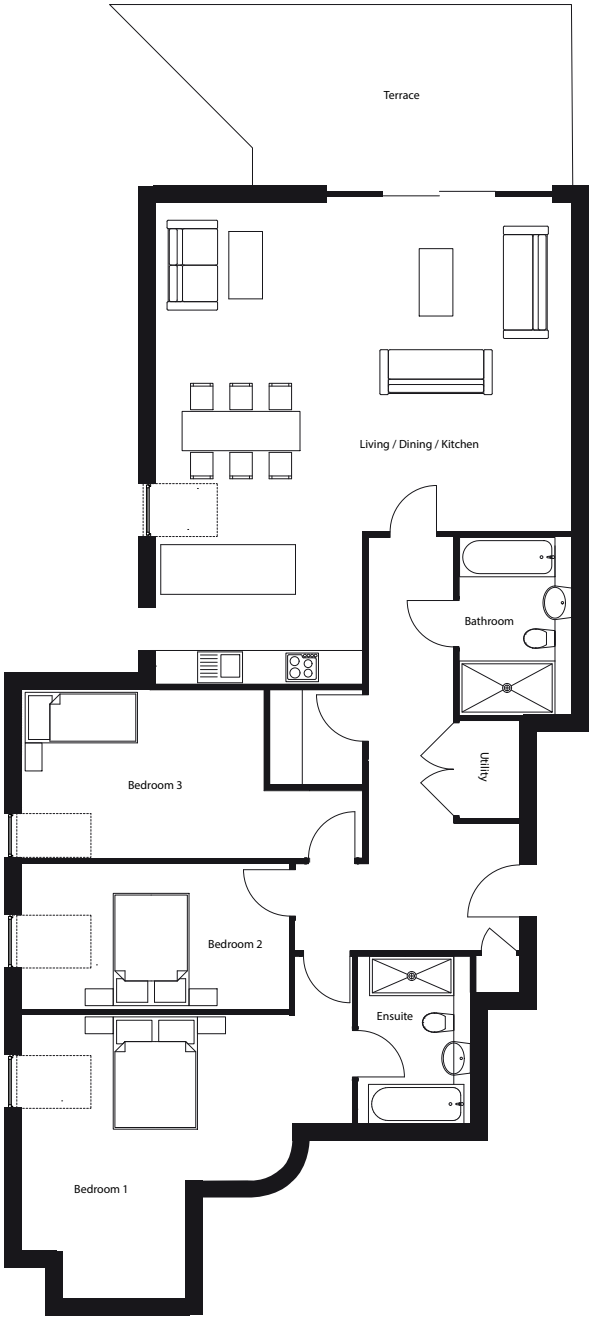 Terrace
Living / Dining / Kitchen
Bathroom
Utility
Bedroom 3
Bedroom 2
Ensuite
Bedroom 1